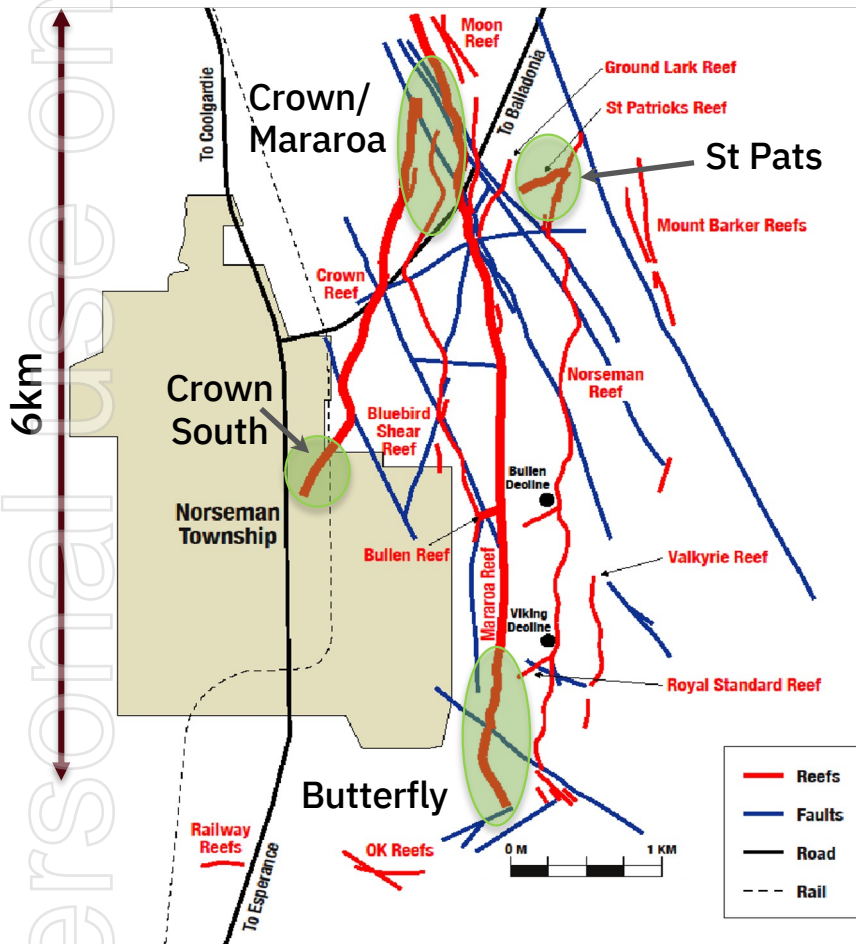 Moon
Reef
To Coolgardie
Crown/
Mararoa
To Balladonia
Ground Lark Reef
St Patricks Reef
St Pats
Mount Barker Reefs
Crown
Reef
6km
Crown
South
Bluebird
Shear
Reef
Norseman
Reef
Bullen
Decline
Norseman
Township
Bullen Reef
Mararoa Reef
Valkyrie Reef
Viking
Decline
Royal Standard Reef
Butterfly
Railway
Reefs
OK Reefs
To Esperance
0 M 1 KM
Reefs
Faults
Road
Rail
ersonal use on